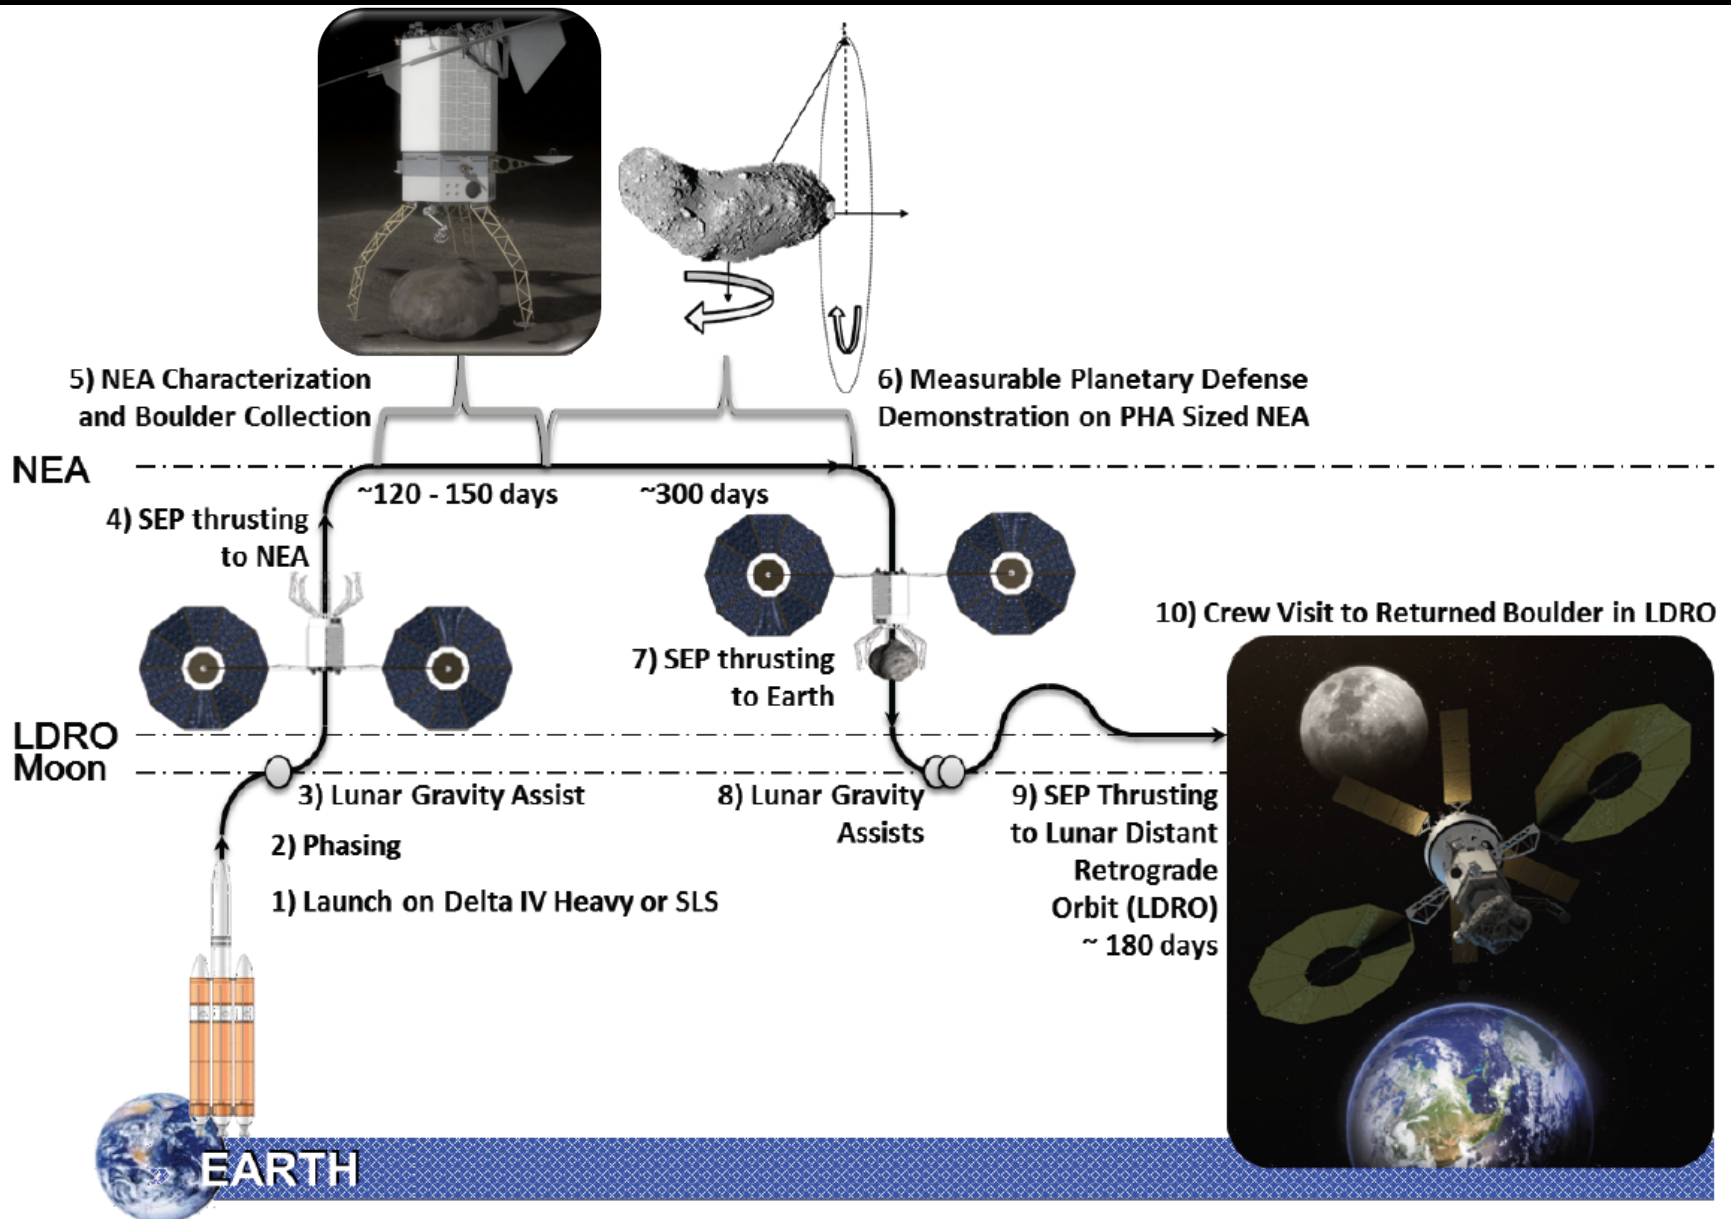 5) NEA Characterization
and Boulder Collection
6) Measurable Planetary Defense
Demonstration on PHA Sized NEA
NEA
~120 - 150 days
~300 days
4) SEP thrusting
to NEA
10) Crew Visit to Returned Boulder in LDRO
7) SEP thrusting
to Earth
LDRO
Moon
3) Lunar Gravity Assist
8) Lunar Gravity
Assists
9) SEP Thrusting
to Lunar Distant
Retrograde
Orbit (LDRO)
~ 180 days
2) Phasing
1) Launch on Delta IV Heavy or SLS
EARTH